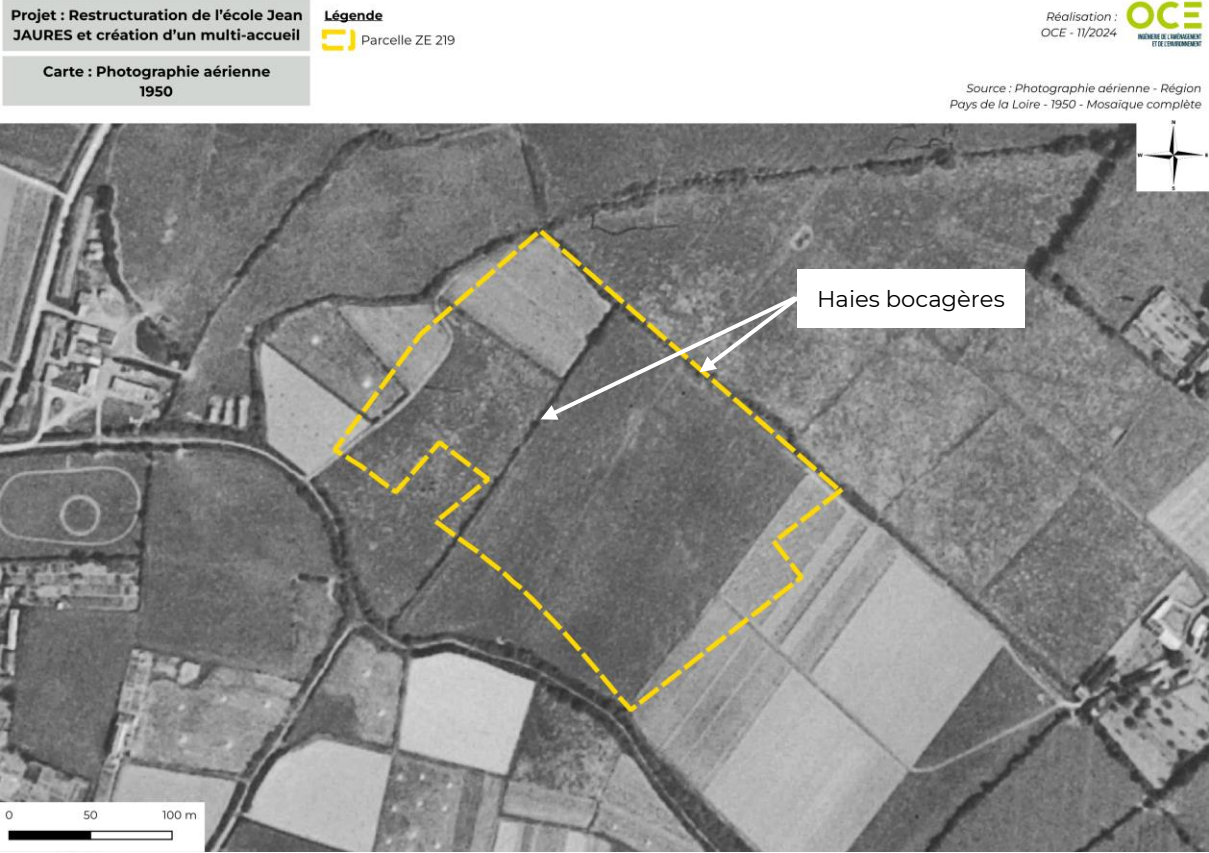 Projet : Restructuration de l'école Jean
JAURES et création d'un multi-accueil
Carte : Photographie aérienne
1950
Légende
Parcelle ZE 219
Réalisation :
OCE - 11/2024
OCE
INGÉNIERIE DE L'AMÉNAGEMENT
ET DE L'ENVIRONNEMENT
Source : Photographie aérienne - Région
Pays de la Loire - 1950 - Mosaïque complète
N
W
E
S
Haies bocagères
0 50 100 m